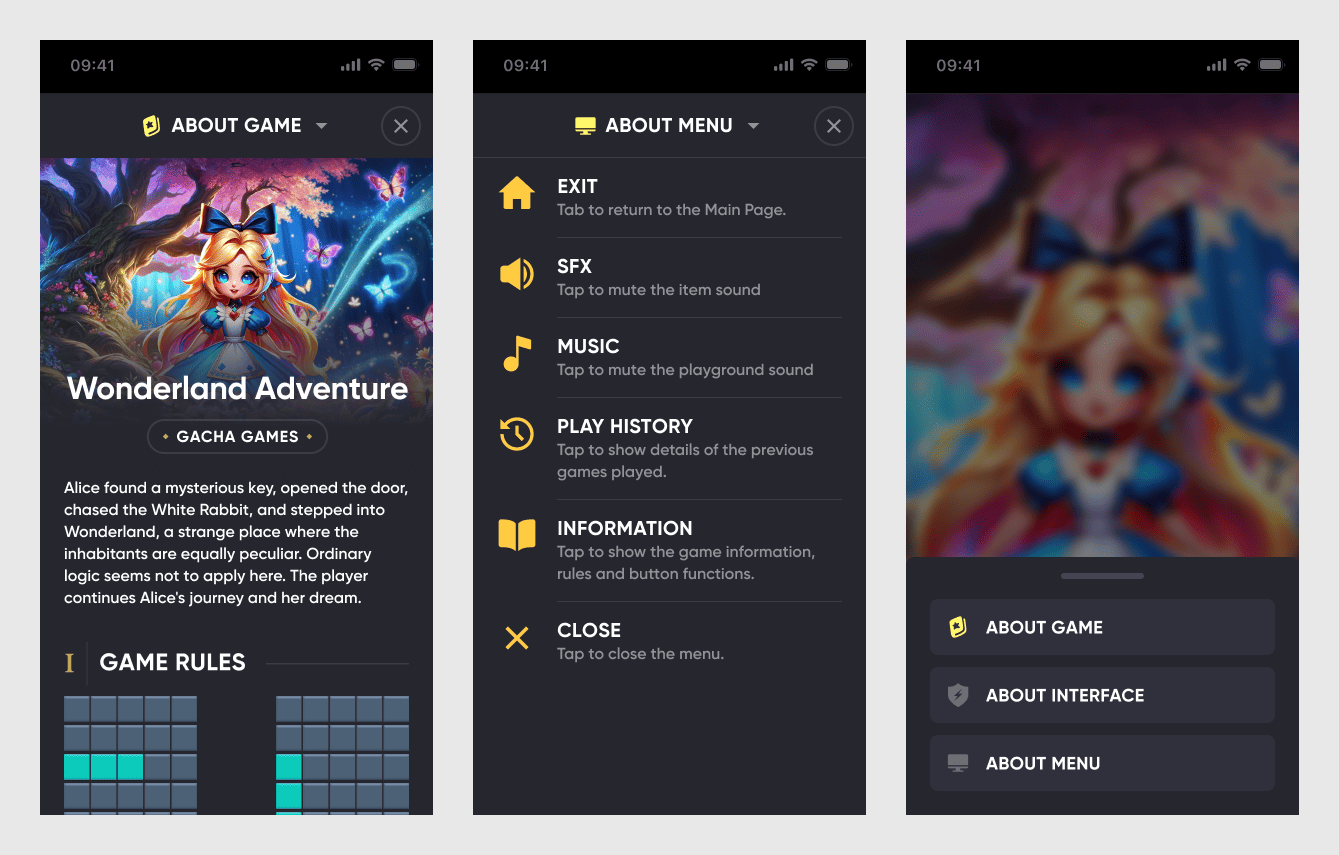 09:41
ABOUT GAME
Wonderland Adventure
GACHA GAMES
Alice found a mysterious key, opened the door,
chased the White Rabbit, and stepped into
Wonderland, a strange place where the
inhabitants are equally peculiar. Ordinary
logic seems not to apply here. The player
continues Alice's journey and her dream.
I GAME RULES
09:41
ABOUT MENU
EXIT
Tab to return to the Main Page.
SFX
Tap to mute the item sound
MUSIC
Tap to mute the playground sound
PLAY HISTORY
Tap to show details of the previous
games played.
INFORMATION
Tap to show the game information,
rules and button functions.
CLOSE
Tap to close the menu.
09:41
ABOUT GAME
ABOUT INTERFACE
ABOUT MENU